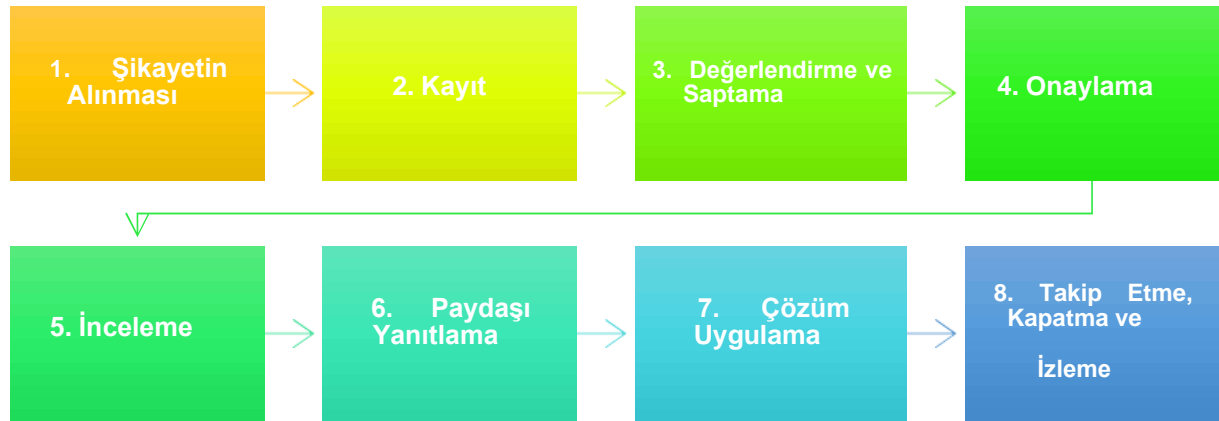 1. Şikayetin
Alınması
2. Kayıt
3. Değerlendirme ve
Saptama
4. Onaylama
5. İnceleme
6. Paydaşı
Yanıtlama
7. Çözüm
Uygulama
8. Takip Etme,
Kapatma ve
İzleme